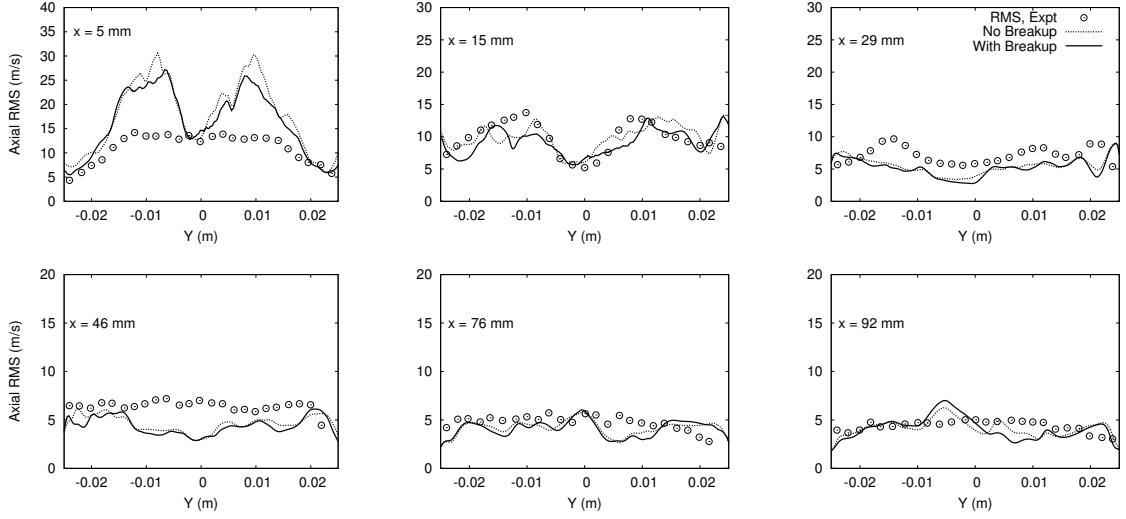 40
35
30
25
20
15
10
5
0
-0.02 -0.01 0 0.01 0.02
Y (m)
Axial RMS (m/s)
x = 5 mm
30
25
20
15
10
5
0
-0.02 -0.01 0 0.01 0.02
Y (m)
x = 15 mm
30
25
20
15
10
5
0
-0.02 -0.01 0 0.01 0.02
Y (m)
x = 29 mm
RMS, Expt
No Breakup
With Breakup
20
15
10
5
0
-0.02 -0.01 0 0.01 0.02
Y (m)
Axial RMS (m/s)
x = 46 mm
20
15
10
5
0
-0.02 -0.01 0 0.01 0.02
Y (m)
x = 76 mm
20
15
10
5
0
-0.02 -0.01 0 0.01 0.02
Y (m)
x = 92 mm